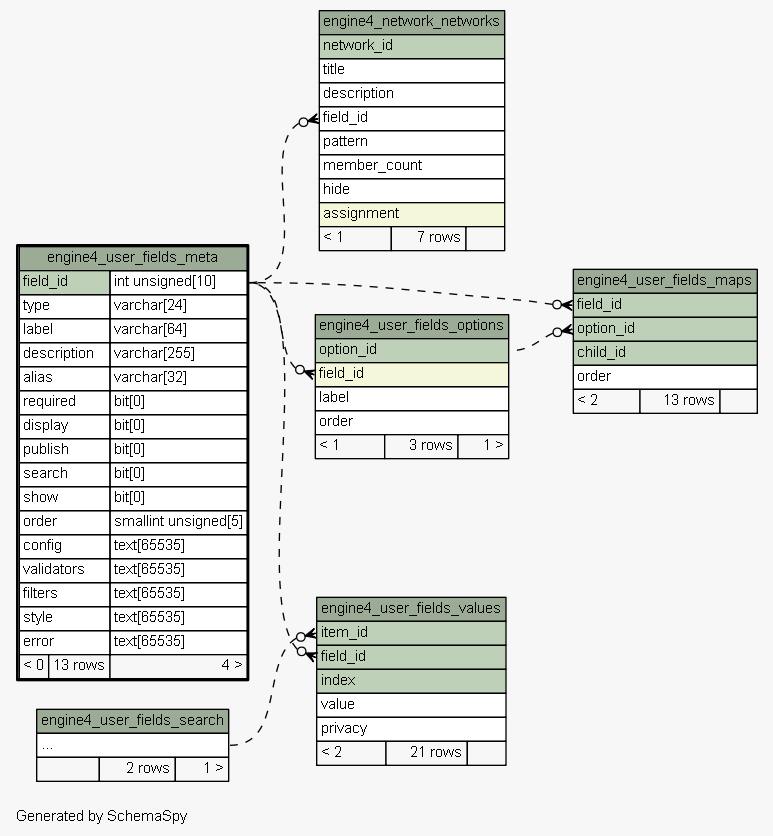 engine4_network_networks
network_id
title
description
field_id
pattern
member_count
hide
assignment
< 1 7 rows
engine4_user_fields_meta
field_id int unsigned[10]
type varchar[24]
label varchar[64]
description varchar[255]
alias varchar[32]
required bit[0]
display bit[0]
publish bit[0]
search bit[0]
show bit[0]
order smallint unsigned[5]
config text[65535]
validators text[65535]
filters text[65535]
style text[65535]
error text[65535]
< 0 13 rows 4 >
engine4_user_fields_options
option_id
field_id
label
order
< 1 3 rows 1 >
engine4_user_fields_maps
field_id
option_id
child_id
order
< 2 13 rows
engine4_user_fields_values
item_id
field_id
index
value
privacy
< 2 21 rows
engine4_user_fields_search
...
2 rows 1 >
Generated by SchemaSpy